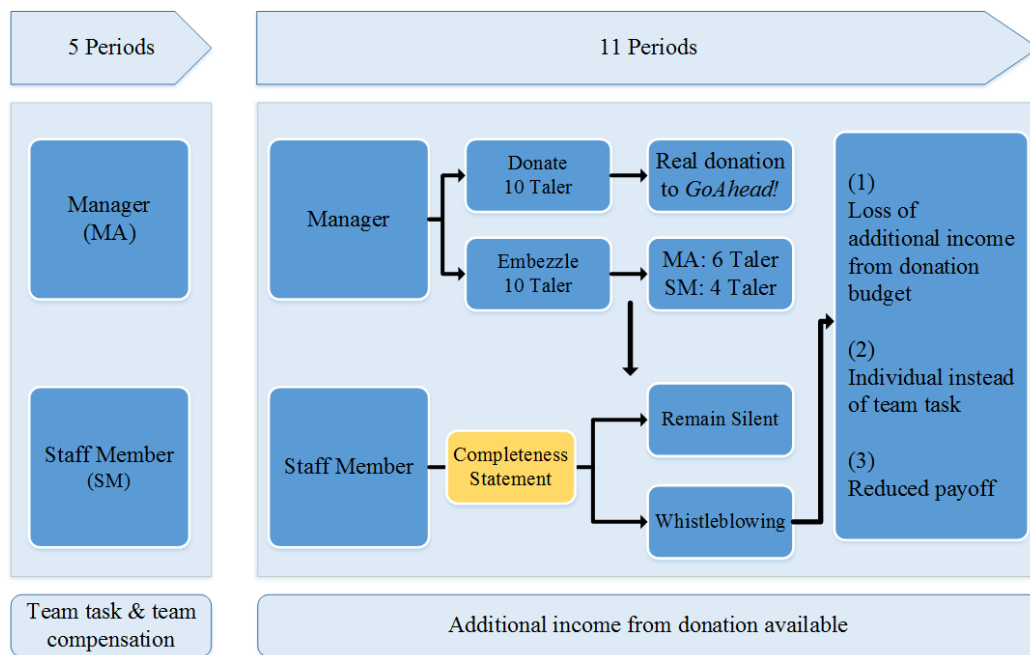 5 Periods
11 Periods
Manager
(MA)
Staff Member
(SM)
Manager
Donate
10 Taler
Real donation
to GoAhead!
Embezzle
10 Taler
MA: 6 Taler
SM: 4 Taler
Staff Member
Completeness
Statement
Remain Silent
Whistleblowing
(1)
Loss of
additional income
from donation
budget
(2)
Individual instead
of team task
(3)
Reduced payoff
Team task & team
compensation
Additional income from donation available